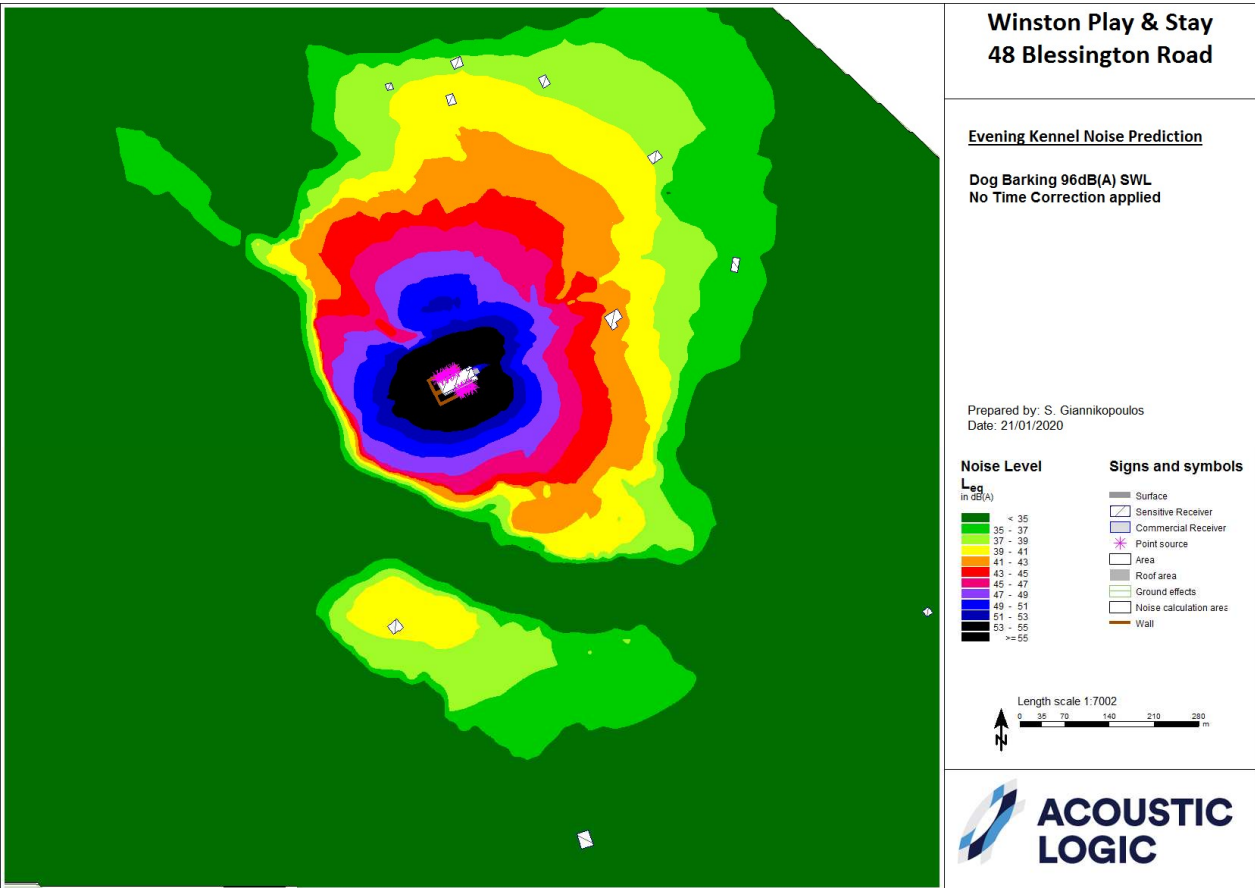 Winston Play & Stay
48 Blessington Road
Evening Kennel Noise Prediction
Dog Barking 96dB(A) SWL
No Time Correction applied
Prepared by: S. Giannikopoulos
Date: 21/01/2020
Noise Level
Leq
in dB(A)
< 35
35 - 37
37 - 39
39 - 41
41 - 43
43 - 45
45 - 47
47 - 49
49 - 51
51 - 53
53 - 55
>= 55
Signs and symbols
Surface
Sensitive Receiver
Commercial Receiver
Point source
Area
Roof area
Ground effects
Noise calculation area
Wall
Length scale 1:7002
0 35 70 140 210 280
m
N
ACOUSTIC
LOGIC